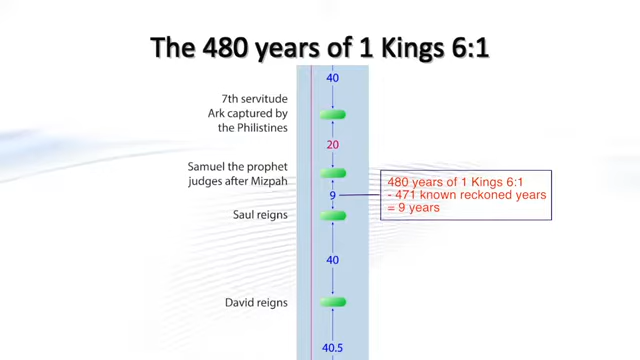 The 480 years of 1 Kings 6:1
40
7th servitude
Ark captured by
the Philistines
20
Samuel the prophet
judges after Mizpah
480 years of 1 Kings 6:1
- 471 known reckoned years
= 9 years
9
Saul reigns
40
David reigns
40.5